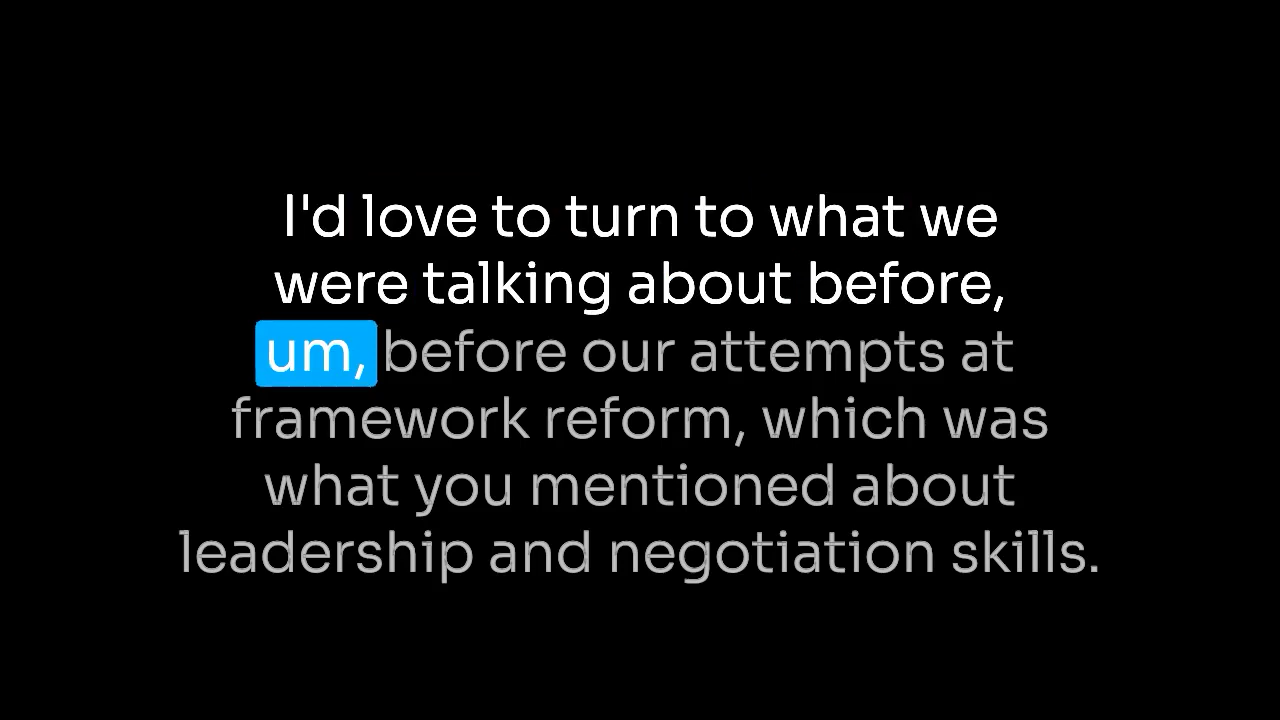 I'd love to turn to what we
were talking about before,
um, before our attempts at
framework reform, which was
what you mentioned about
leadership and negotiation skills.